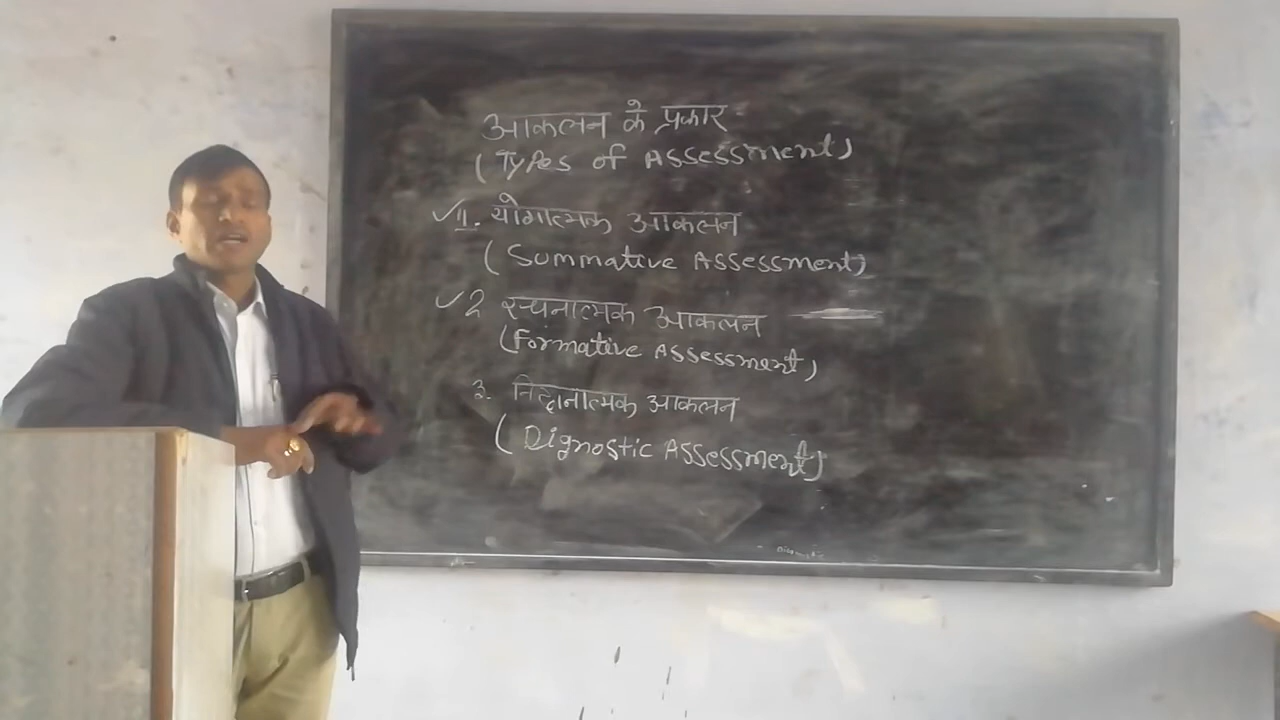 आकलन के प्रकार
(Types of Assessment)
✓1. योगात्मक आकलन
(Summative Assessment)
✓2 रचनात्मक आकलन
(Formative Assessment)
3. निदानात्मक आकलन
(Dignostic Assessment)